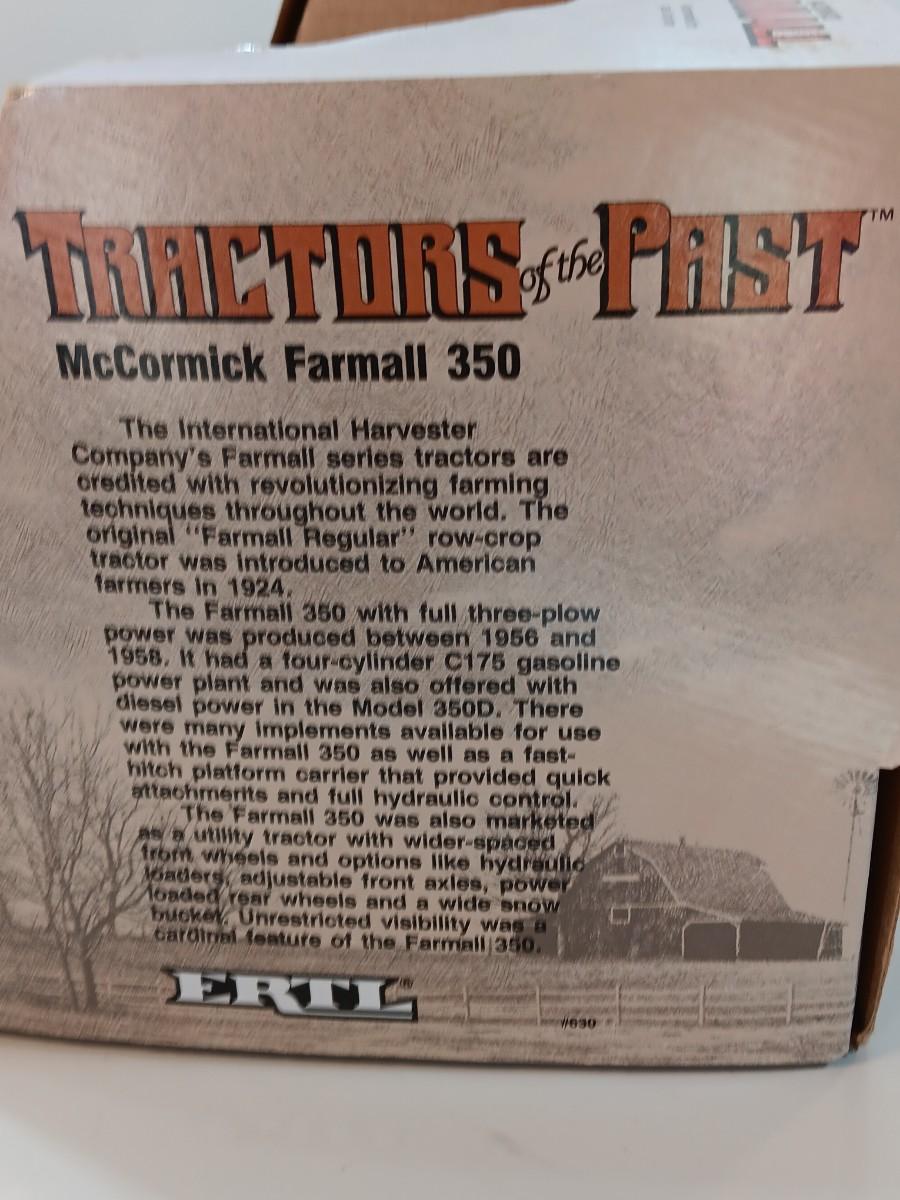 TRACTORS of the PAST™
McCormick Farmall 350
The International Harvester
Company's Farmall series tractors are
credited with revolutionizing farming
techniques throughout the world. The
original "Farmall Regular" row-crop
tractor was introduced to American
farmers in 1924.
The Farmall 350 with full three-plow
power was produced between 1956 and
1958. It had a four-cylinder C175 gasoline
power plant and was also offered with
diesel power in the Model 350D. There
were many implements available for use
with the Farmall 350 as well as a fast-
hitch platform carrier that provided quick
attachments and full hydraulic control.
The Farmall 350 was also marketed
as a utility tractor with wider-spaced
front wheels and options like hydraulic
loaders, adjustable front axles, power
loaded rear wheels and a wide snow
bucket. Unrestricted visibility was a
cardinal feature of the Farmall 350.
ERTL®